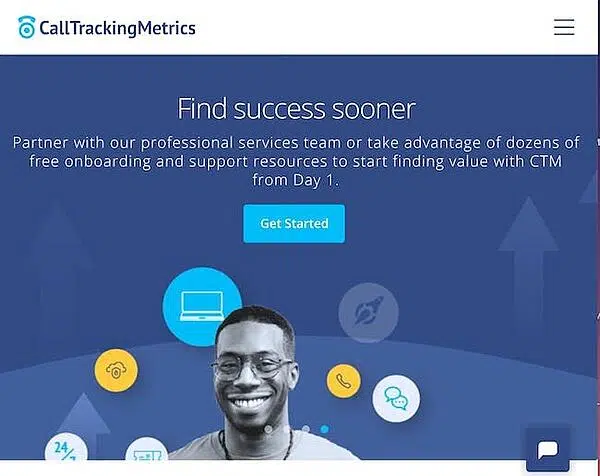 CallTrackingMetrics
Find success sooner
Partner with our professional services team or take advantage of dozens of
free onboarding and support resources to start finding value with CTM
from Day 1.
Get Started
24/7